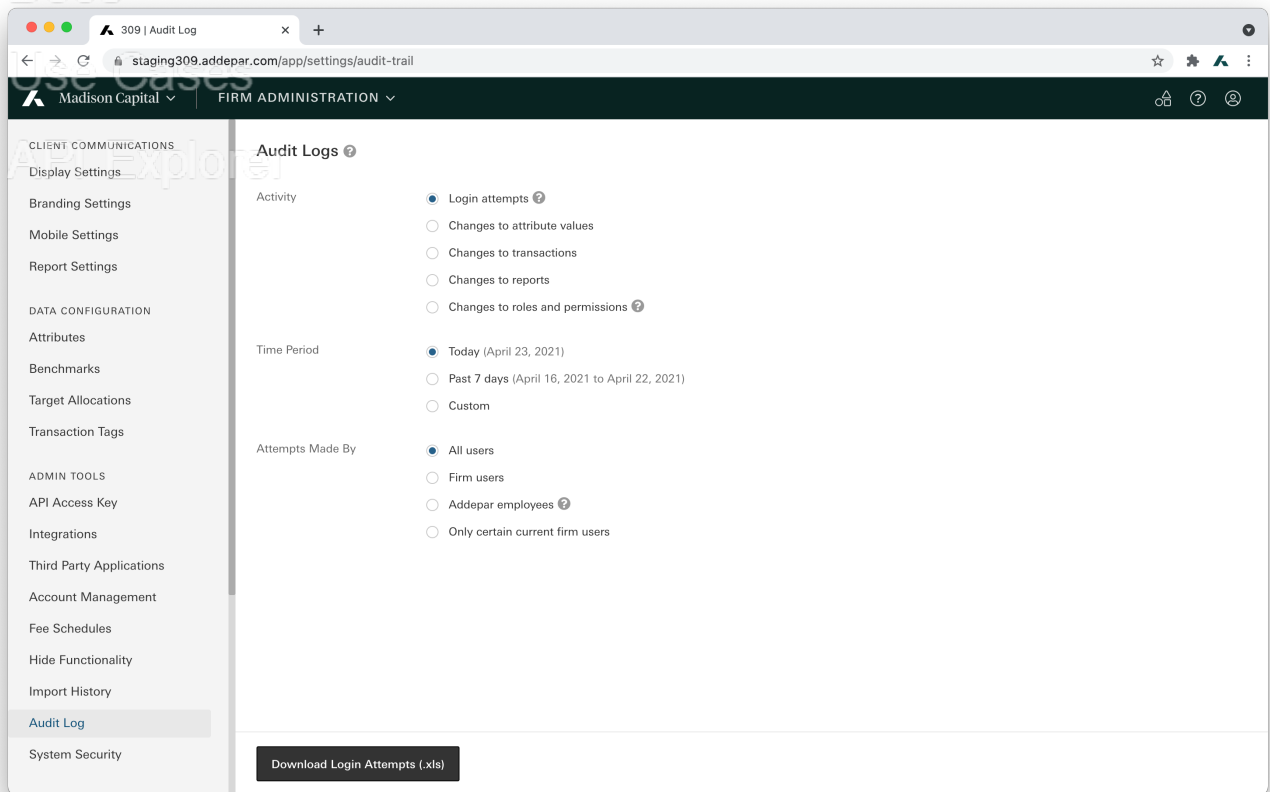 309 | Audit Log
staging309.addepar.com/app/settings/audit-trail
Use Cases
Madison Capital
FIRM ADMINISTRATION
API Explorer
CLIENT COMMUNICATIONS
Display Settings
Branding Settings
Mobile Settings
Report Settings
DATA CONFIGURATION
Attributes
Benchmarks
Target Allocations
Transaction Tags
ADMIN TOOLS
API Access Key
Integrations
Third Party Applications
Account Management
Fee Schedules
Hide Functionality
Import History
Audit Log
System Security
Audit Logs
Activity
Login attempts
Changes to attribute values
Changes to transactions
Changes to reports
Changes to roles and permissions
Time Period
Today (April 23, 2021)
Past 7 days (April 16, 2021 to April 22, 2021)
Custom
Attempts Made By
All users
Firm users
Addepar employees
Only certain current firm users
Download Login Attempts (.xls)